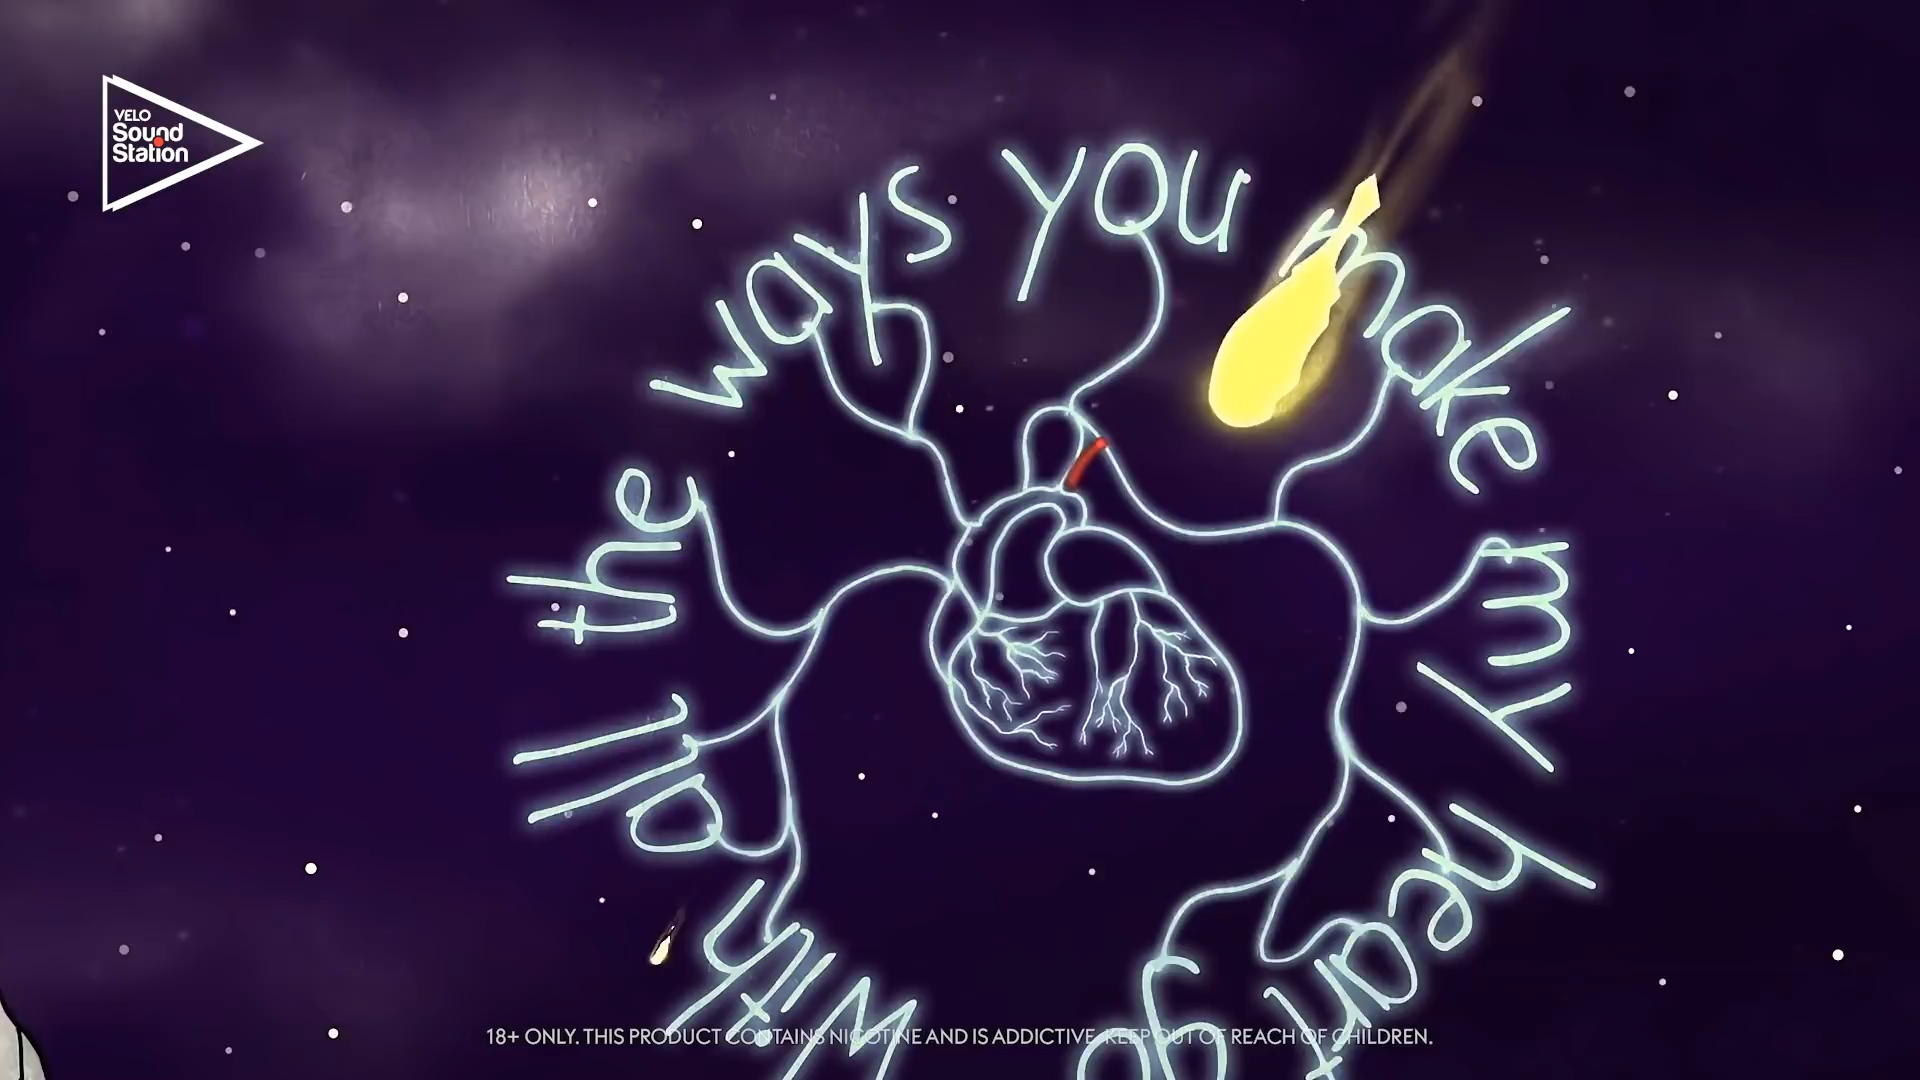 VELO
Sound
Station
With all the ways you make my heart go
18+ ONLY. THIS PRODUCT CONTAINS NICOTINE AND IS ADDICTIVE. KEEP OUT OF REACH OF CHILDREN.